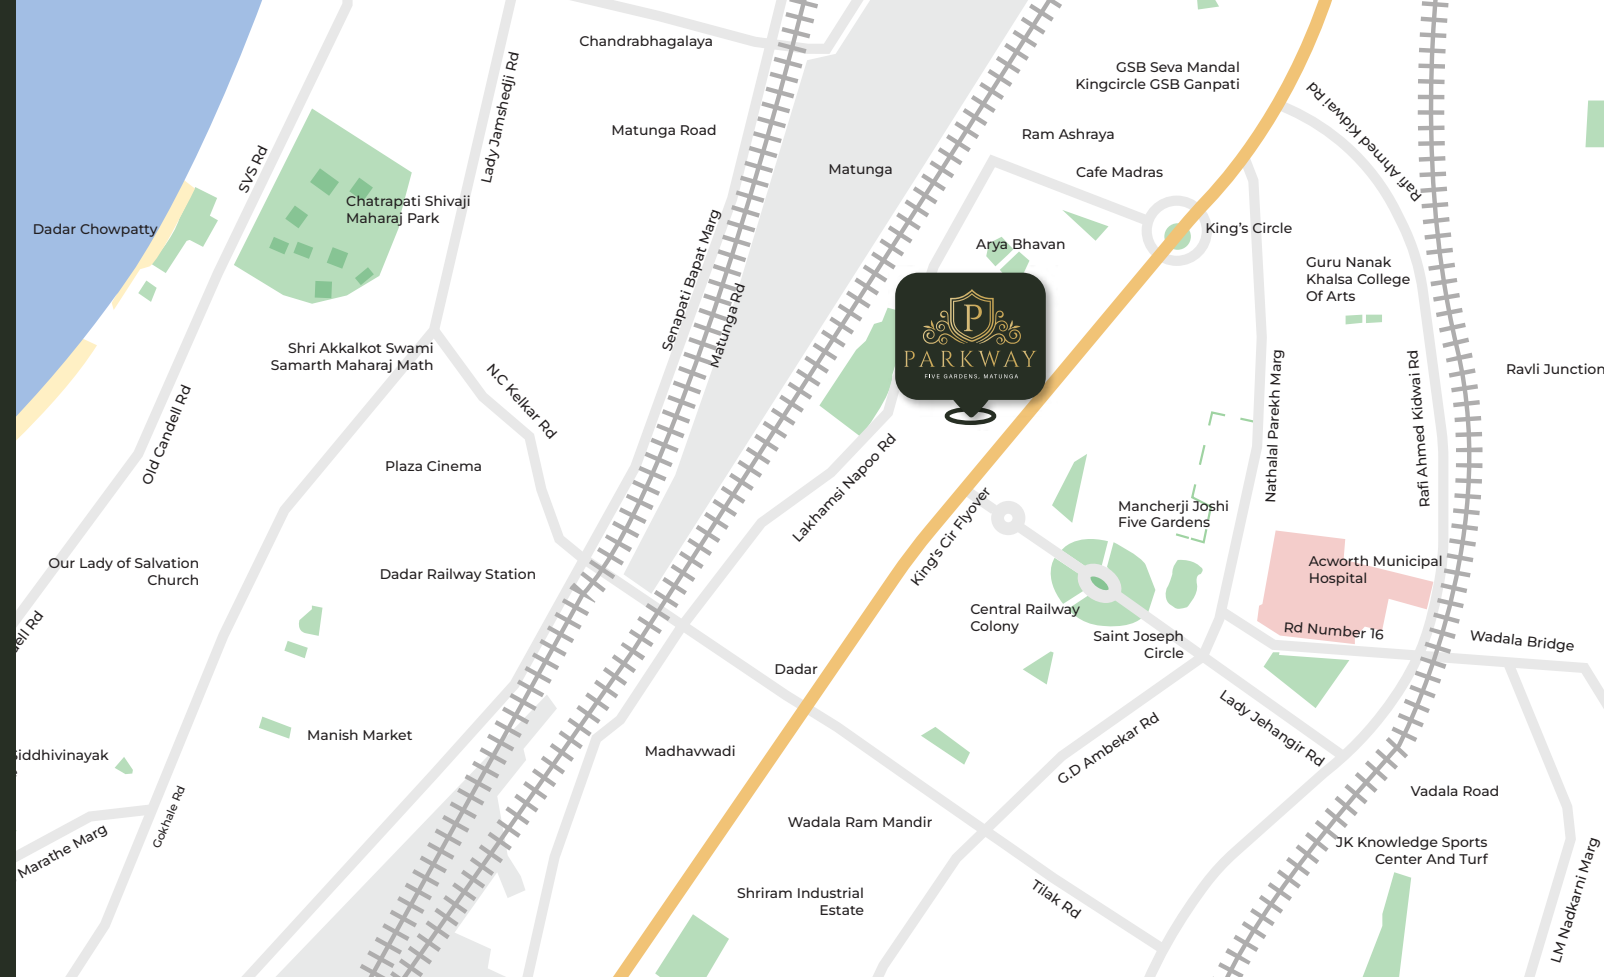 Chandrabhagalaya
GSB Seva Mandal
Kingcircle GSB Ganpati
Lady Jamshedji Rd
Rafi Ahmed Kidwai Rd
Matunga Road
Ram Ashraya
SVS Rd
Matunga
Cafe Madras
Chatrapati Shivaji
Maharaj Park
Dadar Chowpatty
King's Circle
Arya Bhavan
Senapati Bapat Marg
Matunga Rd
Guru Nanak
Khalsa College
Of Arts
P
PARKWAY
FIVE GARDENS, MATUNGA
Shri Akkalkot Swami
Samarth Maharaj Math
N.C Kelkar Rd
Ravli Junction
Nathalal Parekh Marg
Rafi Ahmed Kidwai Rd
Old Candell Rd
Plaza Cinema
Lakhamsi Napoo Rd
King's Cir Flyover
Mancherji Joshi
Five Gardens
Our Lady of Salvation
Church
Dadar Railway Station
Acworth Municipal
Hospital
Central Railway
Colony
ell Rd
Saint Joseph
Circle
Rd Number 16
Wadala Bridge
Dadar
Manish Market
Siddhivinayak
Madhavwadi
Lady Jehangir Rd
G.D Ambekar Rd
Gokhale Rd
Vadala Road
Wadala Ram Mandir
Marathe Marg
JK Knowledge Sports
Center And Turf
Shriram Industrial
Estate
Tilak Rd
LM Nadkarni Marg